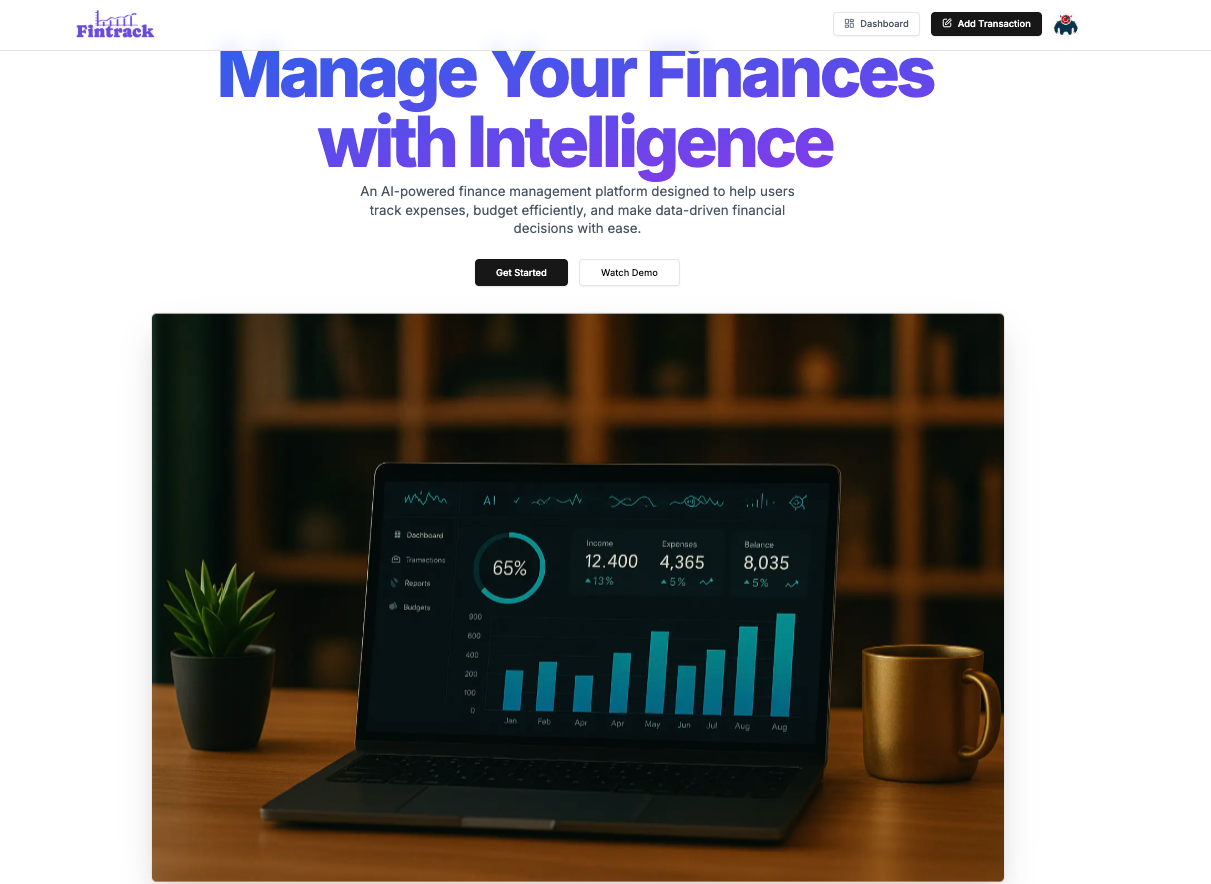 Fintrack
Dashboard
Add Transaction
Manage Your Finances
with Intelligence
An AI-powered finance management platform designed to help users
track expenses, budget efficiently, and make data-driven financial
decisions with ease.
Get Started
Watch Demo
AI
Dachboard
Tramactions
Reports
Budgets
65%
Income
12.400
13%
Expenses
4,365
5%
Balance
8,035
5%
900
600
400
200
100
0
Jan Feb Apr Apr May Jun Jul Aug Aug